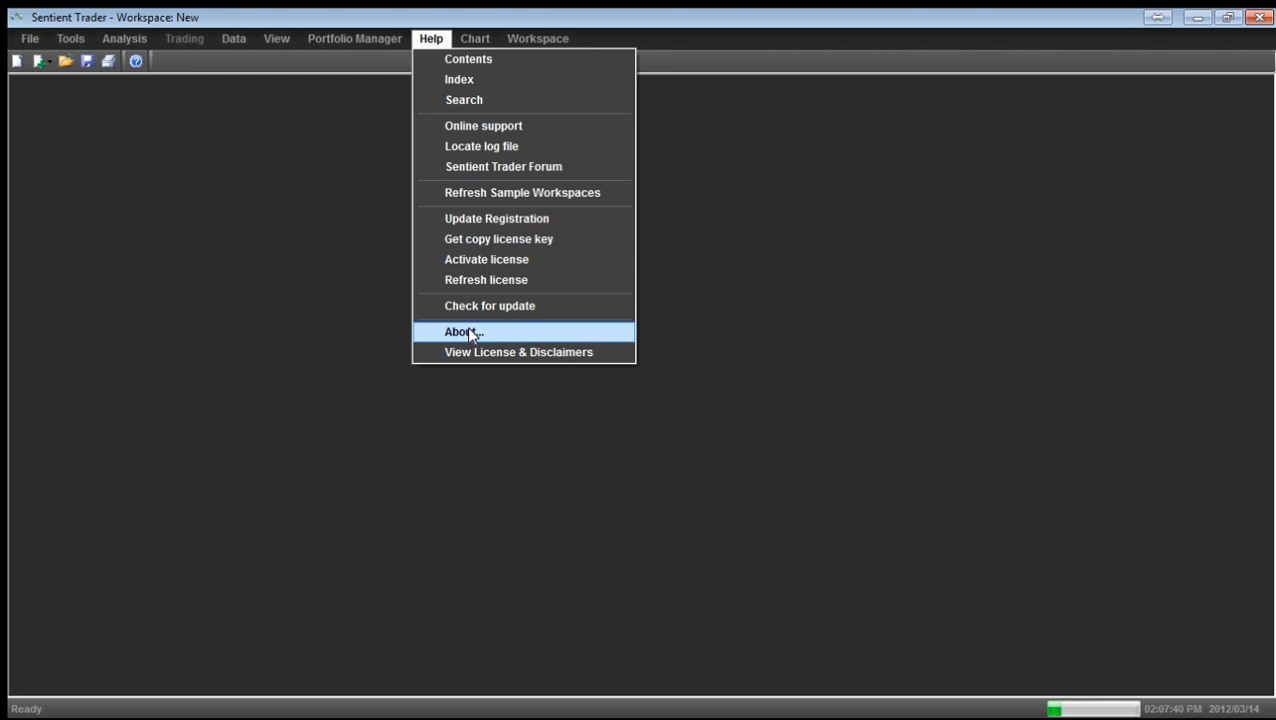 Sentient Trader - Workspace: New
File Tools Analysis Trading Data View Portfolio Manager Help Chart Workspace
Contents
Index
Search
Online support
Locate log file
Sentient Trader Forum
Refresh Sample Workspaces
Update Registration
Get copy license key
Activate license
Refresh license
Check for update
About...
View License & Disclaimers
Ready 02:07:40 PM 2012/03/14